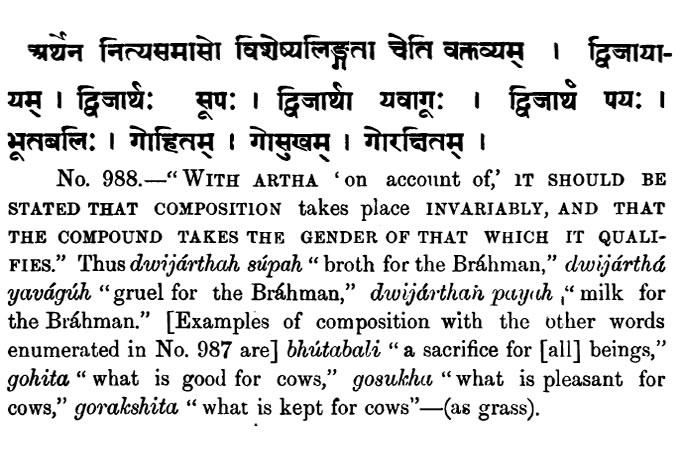 अर्थेन नित्यसमासो विशेष्यलिङ्गता चेति वक्तव्यम् । द्विजाया-
यम् । द्विजार्थः सूपः । द्विजार्था यवागूः । द्विजार्थं पयः ।
भूतबलिः । गोहितम् । गोसुखम् । गोरक्षितम् ।
No. 988.—“WITH ARTHA ‘on account of,’ IT SHOULD BE
STATED THAT COMPOSITION takes place INVARIABLY, AND THAT
THE COMPOUND TAKES THE GENDER OF THAT WHICH IT QUALI-
FIES.” Thus dwijárthah súpah “broth for the Bráhman,” dwijárthá
yavágúh “gruel for the Bráhman,” dwijárthań payah “milk for
the Bráhman.” [Examples of composition with the other words
enumerated in No. 987 are] bhútabali “a sacrifice for [all] beings,”
gohita “what is good for cows,” gosukha “what is pleasant for
cows,” gorakshita “what is kept for cows”—(as grass).